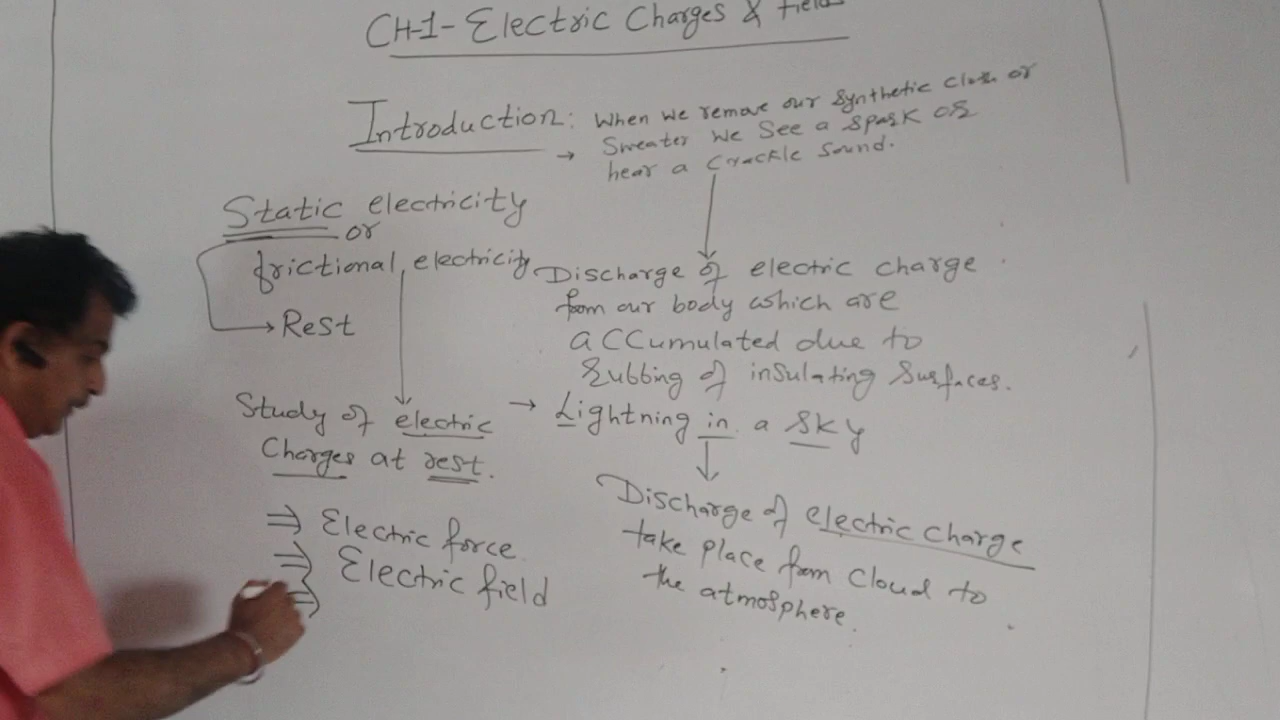 CH-1- Electric Charges & Field
Introduction: When we remove our Synthetic Cloth or
→ Sweater we See a Spark or
hear a Crackle Sound.
Static electricity
or
frictional electricity
→ Rest
Study of electric
Charges at rest.
⇒ Electric force
⇒ Electric field
⇒
Discharge of electric charge
from our body which are
accumulated due to
Rubbing of insulating Surfaces.
→ Lightning in a Sky
Discharge of electric Charge
take place from Cloud to
the atmosphere.